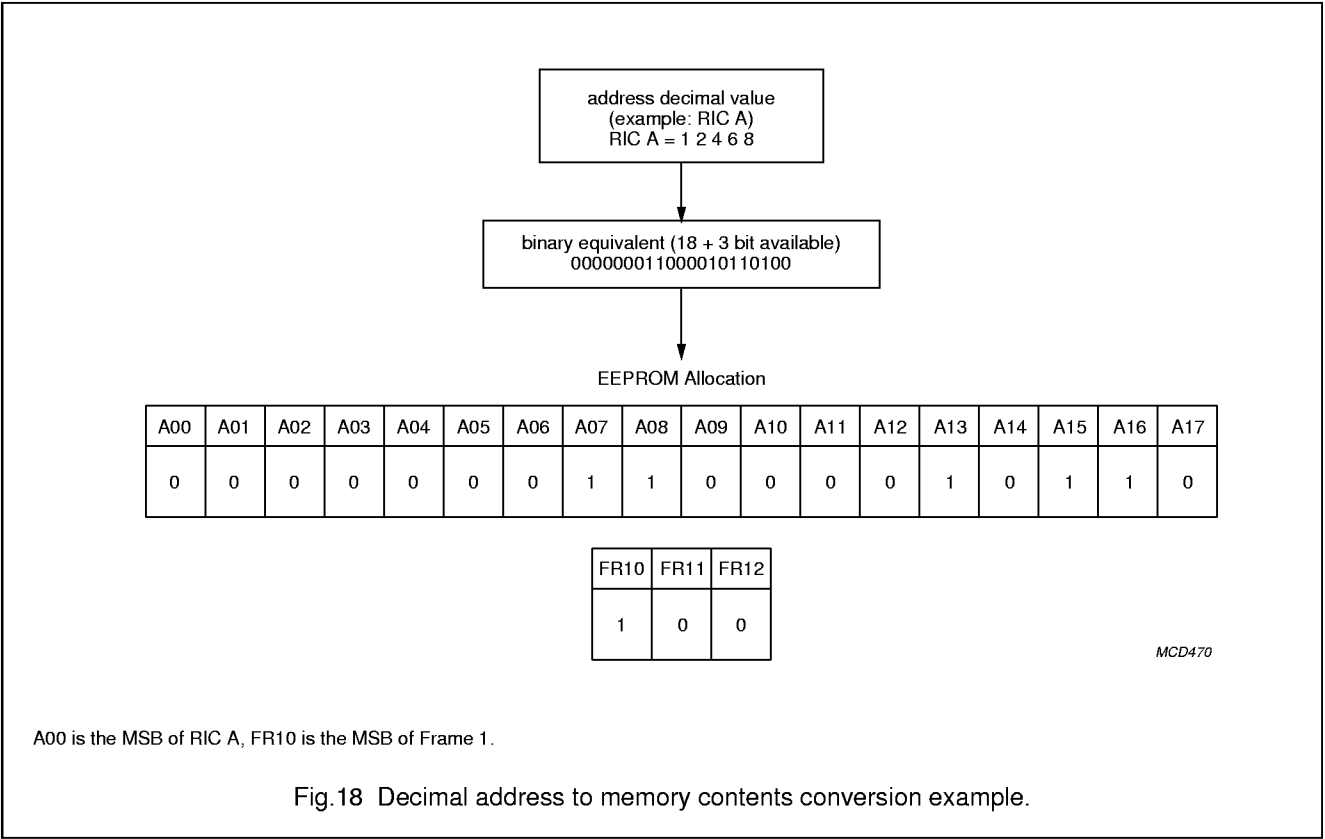 address decimal value
(example: RIC A)
RIC A = 1 2 4 6 8
binary equivalent (18 + 3 bit available)
000000011000010110100
EEPROM Allocation
A00 A01 A02 A03 A04 A05 A06 A07 A08 A09 A10 A11 A12 A13 A14 A15 A16 A17
0 0 0 0 0 0 0 1 1 0 0 0 0 1 0 1 1 0
FR10 FR11 FR12
1 0 0
MCD470
A00 is the MSB of RIC A, FR10 is the MSB of Frame 1.
Fig.18 Decimal address to memory contents conversion example.